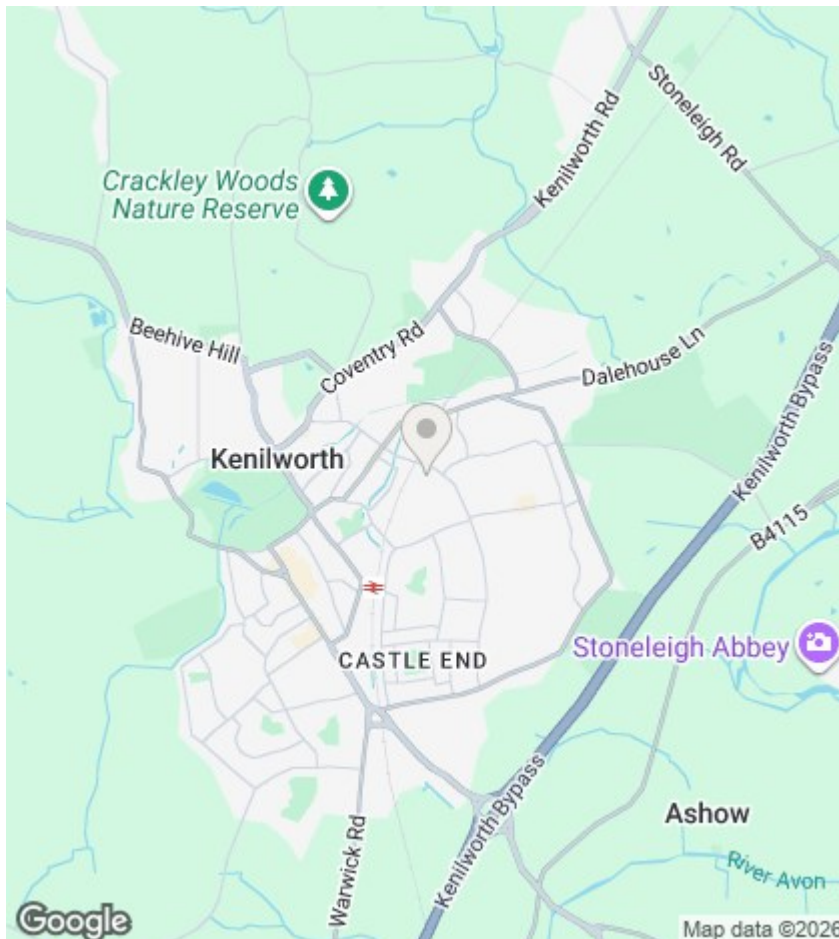 Stoneleigh Rd
Kenilworth Rd
Crackley Woods
Nature Reserve
Beehive Hill
Coventry Rd
Dalehouse Ln
Kenilworth
Kenilworth Bypass
B4115
Stoneleigh Abbey
CASTLE END
Kenilworth Bypass
Ashow
Warwick Rd
River Avon
Google
Map data ©2026